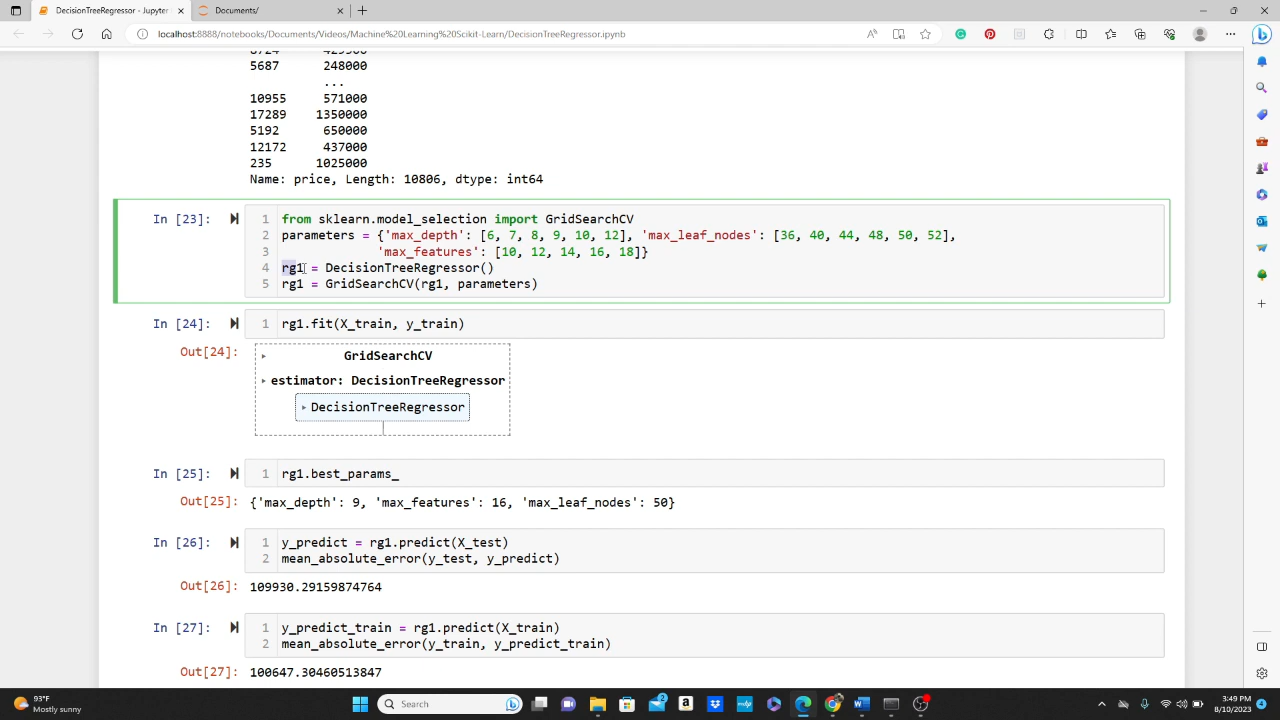 DecisionTreeRegressor - Jupyter
Documents/
localhost:8888/notebooks/Documents/Videos/Machine%20Learning%20Scikit-Learn/DecisionTreeRegressor.ipynb
5687 248000
...
10955 571000
17289 1350000
5192 650000
12172 437000
235 1025000
Name: price, Length: 10806, dtype: int64
In [23]:
1 from sklearn.model_selection import GridSearchCV
2 parameters = {'max_depth': [6, 7, 8, 9, 10, 12], 'max_leaf_nodes': [36, 40, 44, 48, 50, 52],
3 'max_features': [10, 12, 14, 16, 18]}
4 rg1 = DecisionTreeRegressor()
5 rg1 = GridSearchCV(rg1, parameters)
In [24]: 1 rg1.fit(X_train, y_train)
Out[24]:
GridSearchCV
estimator: DecisionTreeRegressor
DecisionTreeRegressor
In [25]: 1 rg1.best_params_
Out[25]: {'max_depth': 9, 'max_features': 16, 'max_leaf_nodes': 50}
In [26]: 1 y_predict = rg1.predict(X_test)
2 mean_absolute_error(y_test, y_predict)
Out[26]: 109930.29159874764
In [27]: 1 y_predict_train = rg1.predict(X_train)
2 mean_absolute_error(y_train, y_predict_train)
Out[27]: 100647.30460513847
93°F
Mostly sunny
Search
3:49 PM
8/10/2023